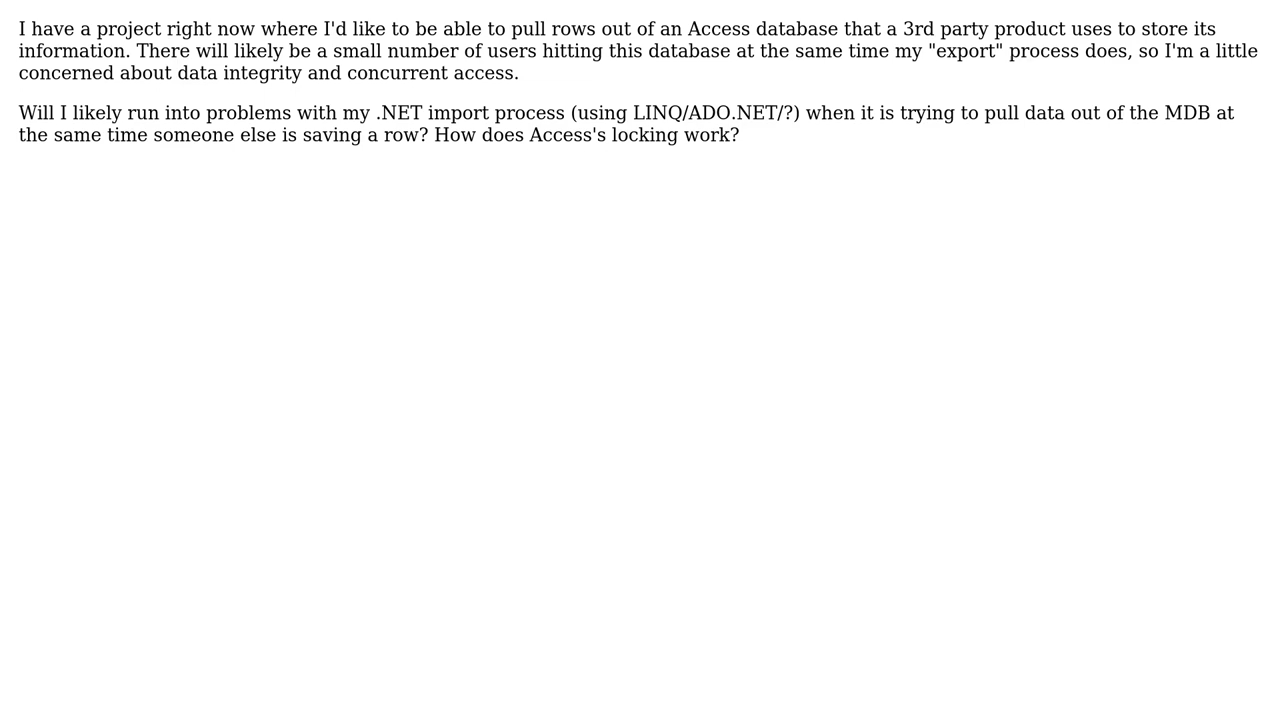 I have a project right now where I'd like to be able to pull rows out of an Access database that a 3rd party product uses to store its
information. There will likely be a small number of users hitting this database at the same time my "export" process does, so I'm a little
concerned about data integrity and concurrent access.
Will I likely run into problems with my .NET import process (using LINQ/ADO.NET/?) when it is trying to pull data out of the MDB at
the same time someone else is saving a row? How does Access's locking work?